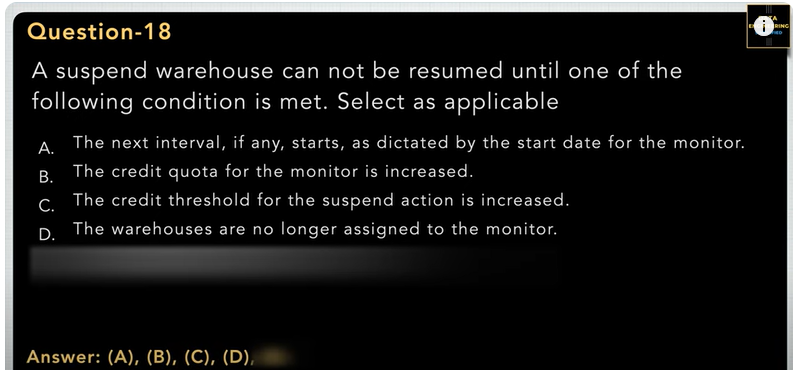 Question-18
A suspend warehouse can not be resumed until one of the
following condition is met. Select as applicable
A. The next interval, if any, starts, as dictated by the start date for the monitor.
B. The credit quota for the monitor is increased.
C. The credit threshold for the suspend action is increased.
D. The warehouses are no longer assigned to the monitor.
Answer: (A), (B), (C), (D),